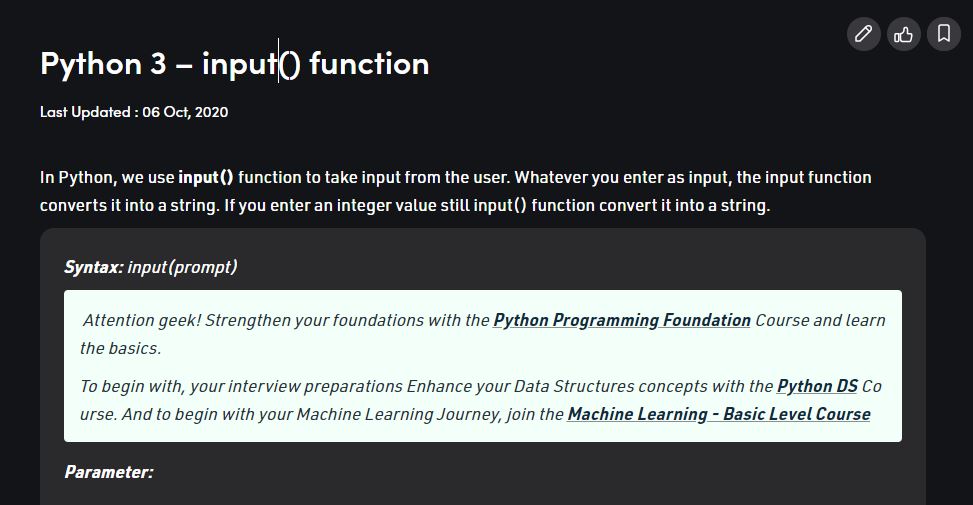 Python 3 – input() function
Last Updated : 06 Oct, 2020
In Python, we use input() function to take input from the user. Whatever you enter as input, the input function
converts it into a string. If you enter an integer value still input() function convert it into a string.
Syntax: input(prompt)
Attention geek! Strengthen your foundations with the Python Programming Foundation Course and learn
the basics.
To begin with, your interview preparations Enhance your Data Structures concepts with the Python DS Co
urse. And to begin with your Machine Learning Journey, join the Machine Learning - Basic Level Course
Parameter: